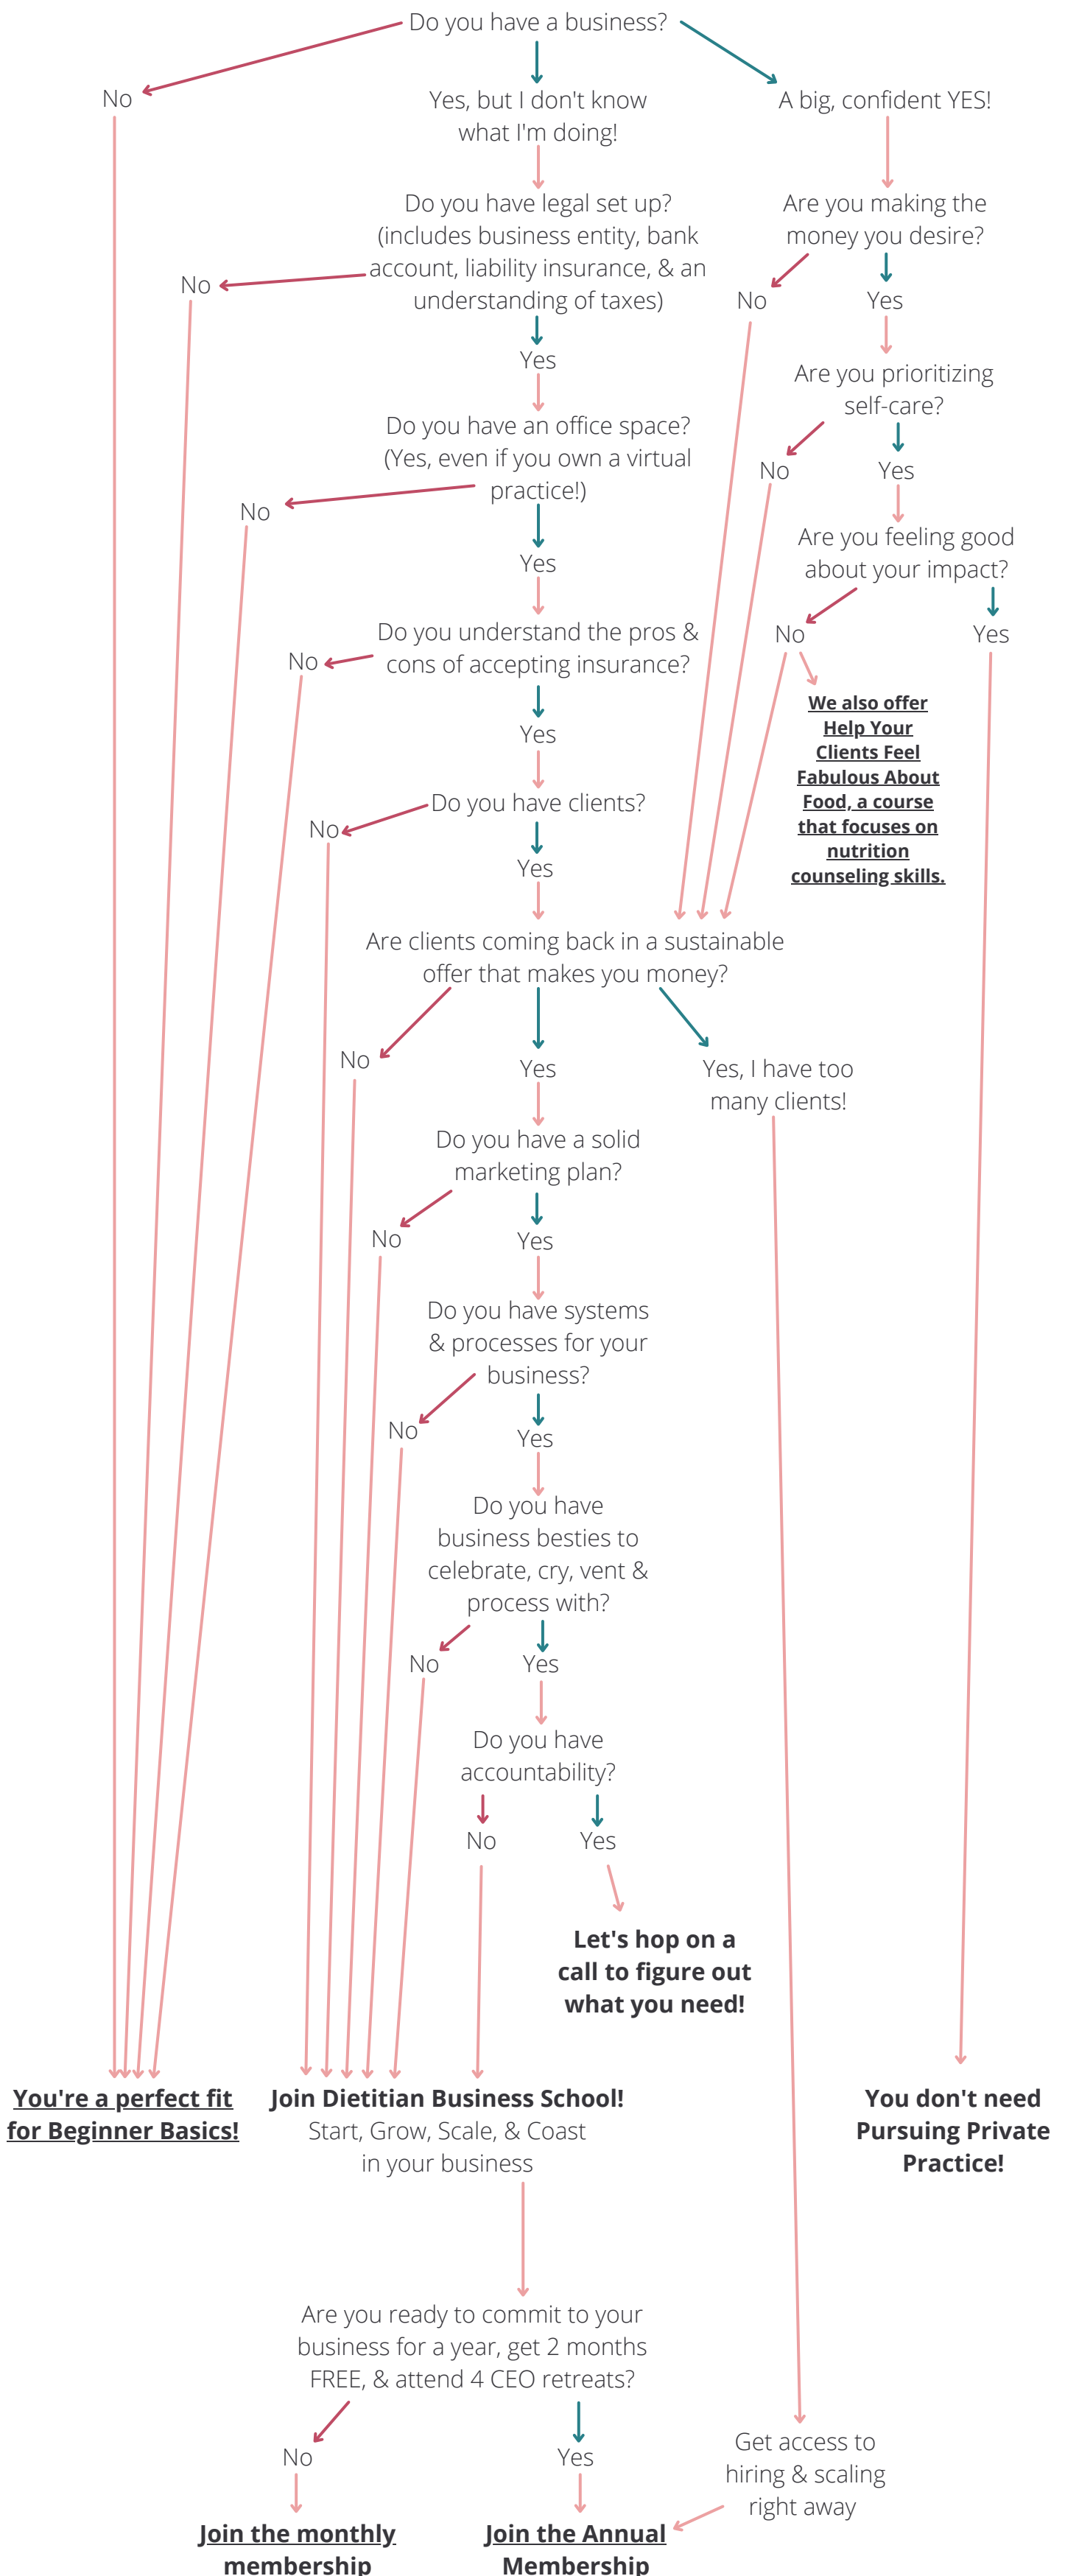 Do you have a business?
No
Yes, but I don't know
what I'm doing!
A big, confident YES!
Do you have legal set up?
(includes business entity, bank
account, liability insurance, & an
understanding of taxes)
Are you making the
money you desire?
No
Yes
No
Yes
Are you prioritizing
self-care?
Do you have an office space?
(Yes, even if you own a virtual
practice!)
No
Yes
No
Yes
Are you feeling good
about your impact?
Do you understand the pros &
cons of accepting insurance?
No
Yes
No
Yes
We also offer
Help Your
Clients Feel
Fabulous About
Food, a course
that focuses on
nutrition
counseling skills.
Do you have clients?
No
Yes
Are clients coming back in a sustainable
offer that makes you money?
No
Yes
Yes, I have too
many clients!
Do you have a solid
marketing plan?
No
Yes
Do you have systems
& processes for your
business?
No
Yes
Do you have
business besties to
celebrate, cry, vent &
process with?
No
Yes
Do you have
accountability?
No
Yes
Let's hop on a
call to figure out
what you need!
You're a perfect fit
for Beginner Basics!
Join Dietitian Business School!
Start, Grow, Scale, & Coast
in your business
You don't need
Pursuing Private
Practice!
Are you ready to commit to your
business for a year, get 2 months
FREE, & attend 4 CEO retreats?
No
Yes
Get access to
hiring & scaling
right away
Join the monthly
membership
Join the Annual
Membership